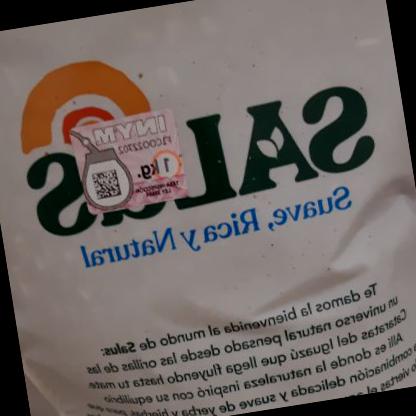 SALUS
INYM
1 Kg.
Suave, Rica y Natural
Te damos la bienvenida al mundo de Salus:
un universo natural pensado desde las orillas de las
Cataratas del Iguazú que llega fluyendo hasta tu mate
Allí es donde la naturaleza inspiró con su equilibrio
combinación delicada y suave y de yerba